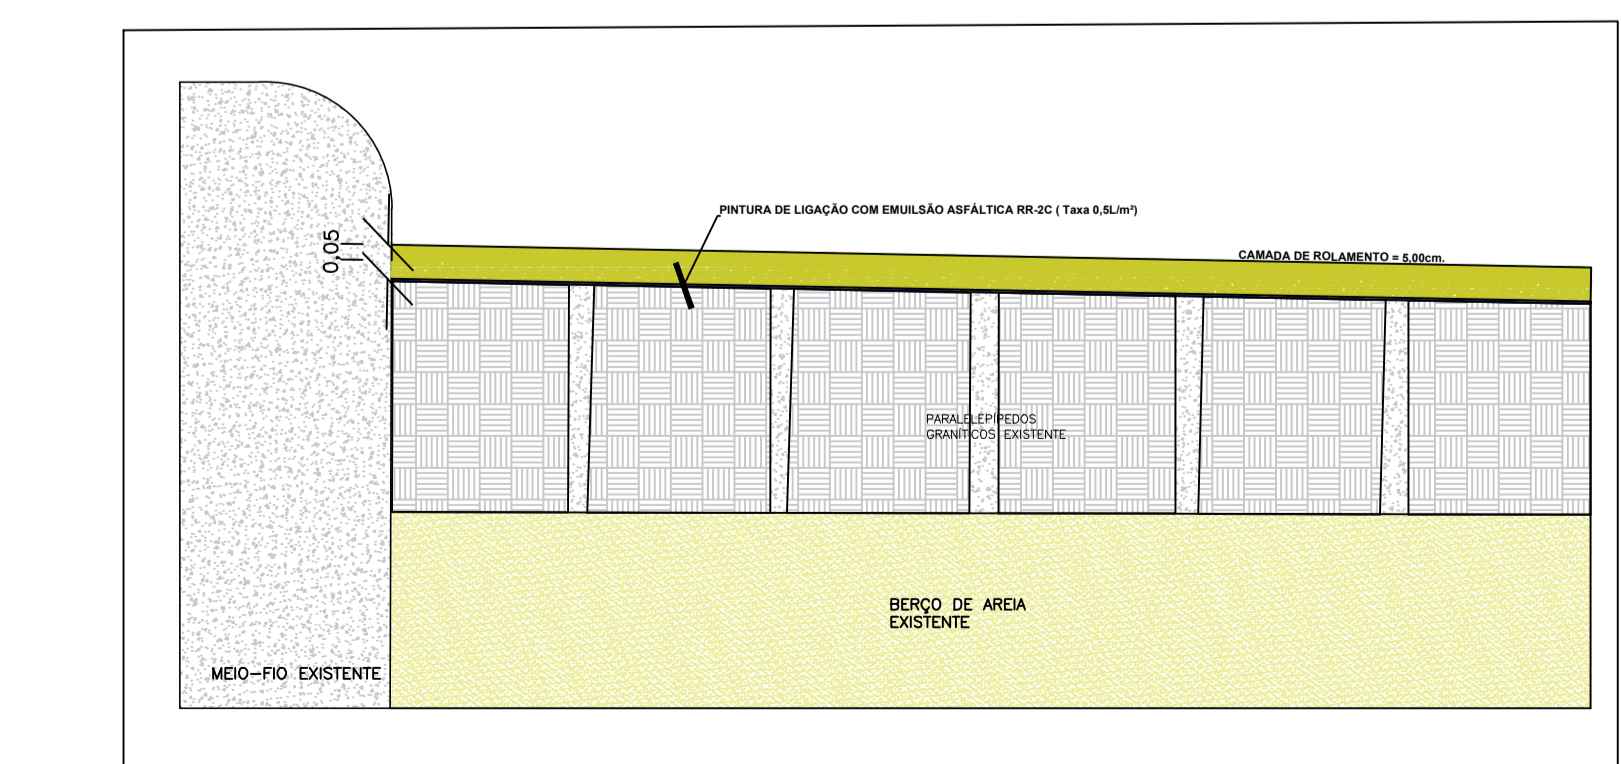 PINTURA DE LIGAÇÃO COM EMUILSÃO ASFÁLTICA RR-2C ( Taxa 0,5L/m²)
0,05
CAMADA DE ROLAMENTO = 5,00cm.
PARALELEPÍPEDOS
GRANÍTICOS EXISTENTE
BERÇO DE AREIA
EXISTENTE
MEIO-FIO EXISTENTE